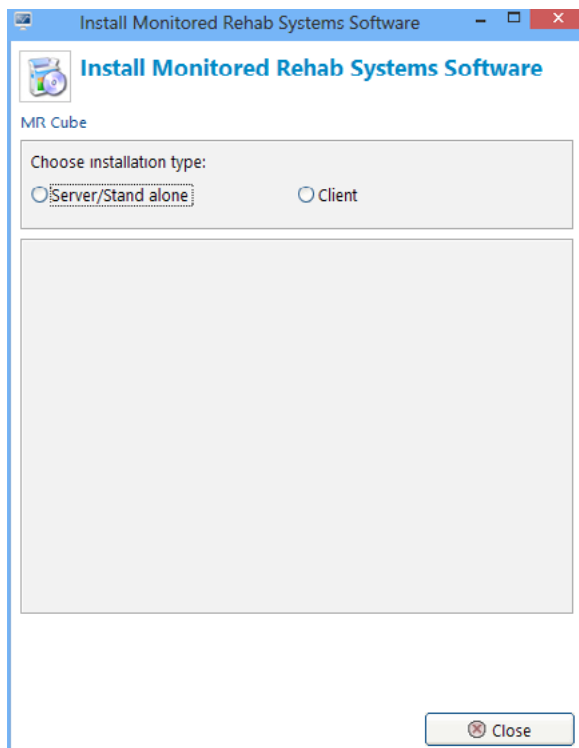 Install Monitored Rehab Systems Software
Install Monitored Rehab Systems Software
MR Cube
Choose installation type:
Server/Stand alone Client
Close